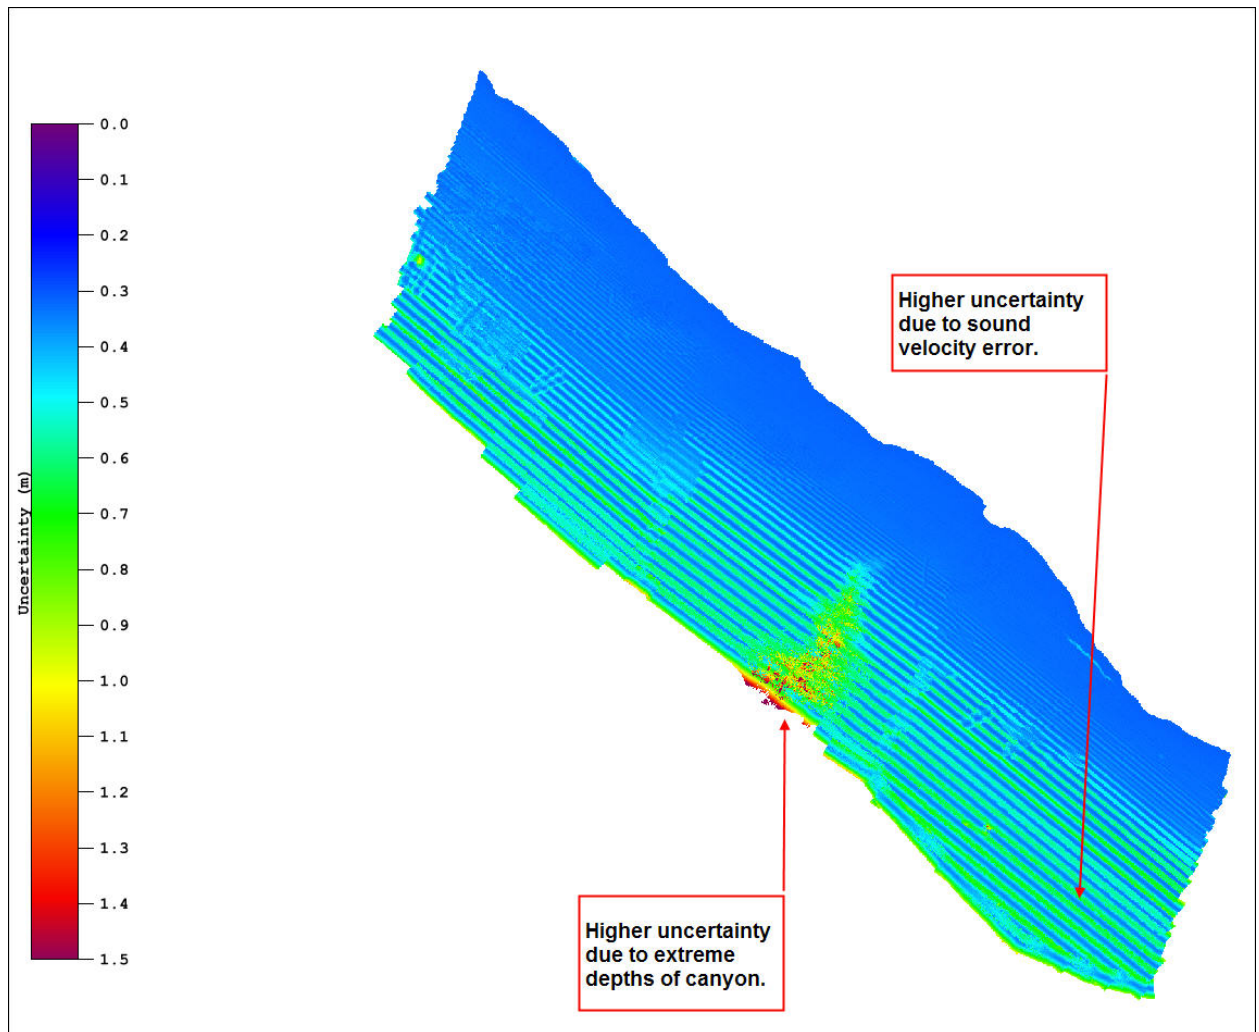 0.0
0.1
0.2
0.3
0.4
0.5
0.6
0.7
0.8
0.9
1.0
1.1
1.2
1.3
1.4
1.5
Uncertainty (m)
Higher uncertainty
due to sound
velocity error.
Higher uncertainty
due to extreme
depths of canyon.